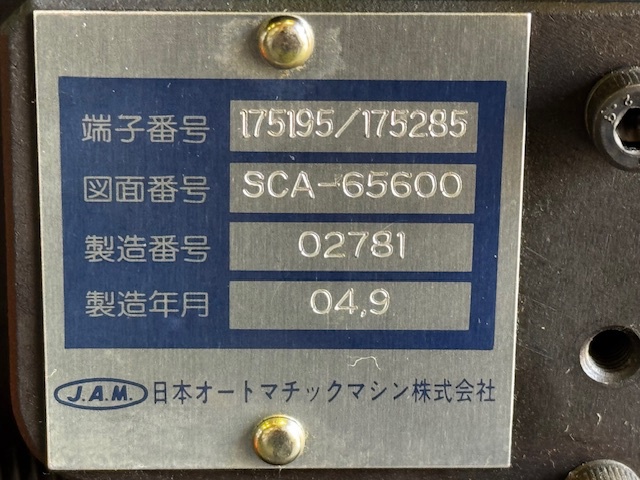 端子番号 175195/175285
図面番号 SCA-65600
製造番号 02781
製造年月 04,9
J.A.M. 日本オートマチックマシン株式会社